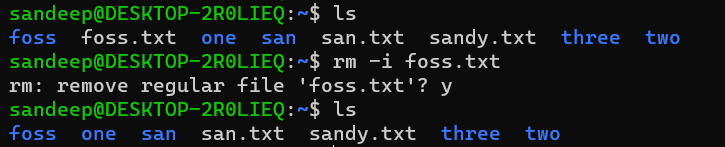 sandeep@DESKTOP-2R0LIEQ:~$ ls
foss  foss.txt  one  san  san.txt  sandy.txt  three  two
sandeep@DESKTOP-2R0LIEQ:~$ rm -i foss.txt
rm: remove regular file 'foss.txt'? y
sandeep@DESKTOP-2R0LIEQ:~$ ls
foss  one  san  san.txt  sandy.txt  three  two